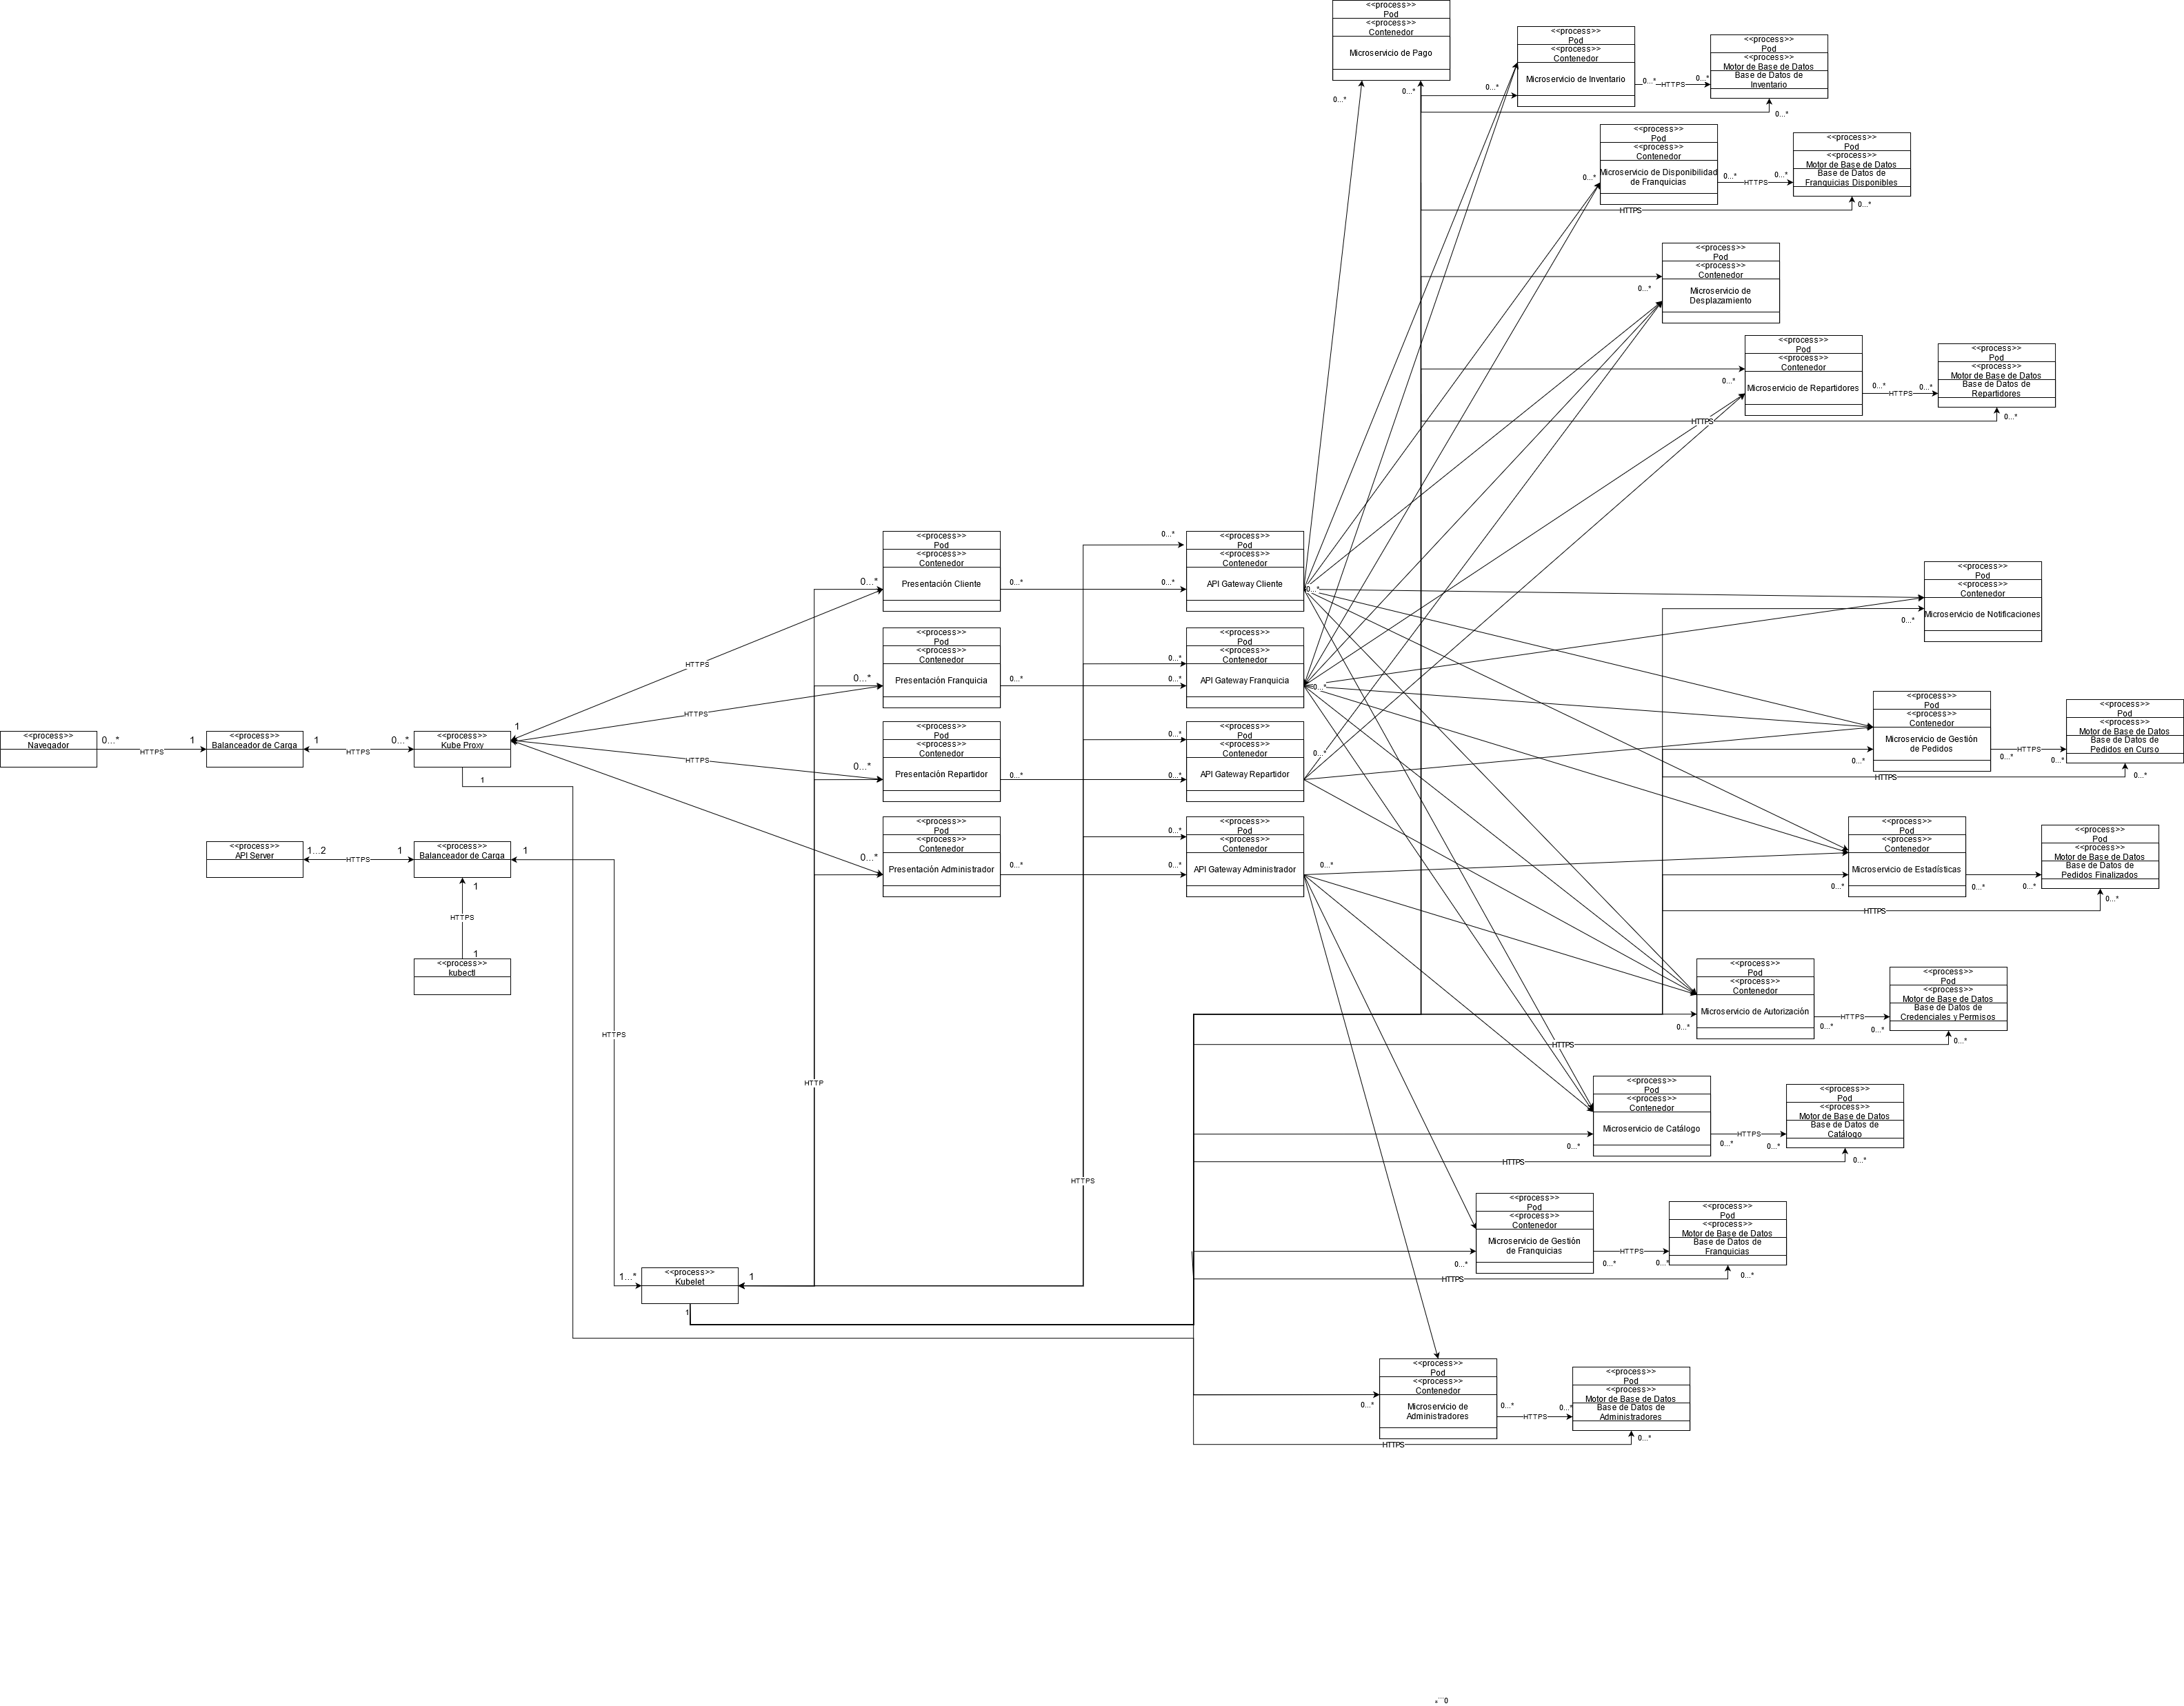 <<process>>
Pod
<<process>>
Contenedor
Microservicio de Pago
0...*
0...*
<<process>>
Pod
<<process>>
Contenedor
Microservicio de Inventario
0...*
0...*
HTTPS
0...*
<<process>>
Pod
<<process>>
Motor de Base de Datos
Base de Datos de
Inventario
0...*
<<process>>
Pod
<<process>>
Contenedor
Microservicio de Disponibilidad
de Franquicias
0...*
0...*
HTTPS
0...*
<<process>>
Pod
<<process>>
Motor de Base de Datos
Base de Datos de
Franquicias Disponibles
0...*
HTTPS
<<process>>
Pod
<<process>>
Contenedor
Microservicio de
Desplazamiento
0...*
<<process>>
Pod
<<process>>
Contenedor
Microservicio de Repartidores
0...*
0...*
HTTPS
0...*
<<process>>
Pod
<<process>>
Motor de Base de Datos
Base de Datos de
Repartidores
0...*
HTTPS
<<process>>
Pod
<<process>>
Contenedor
Presentación Cliente
0...*
0...*
0...*
0...*
<<process>>
Pod
<<process>>
Contenedor
API Gateway Cliente
0...*
<<process>>
Pod
<<process>>
Contenedor
Microservicio de Notificaciones
0...*
HTTPS
<<process>>
Pod
<<process>>
Contenedor
Presentación Franquicia
0...*
0...*
0...*
0...*
<<process>>
Pod
<<process>>
Contenedor
API Gateway Franquicia
0...*
HTTPS
<<process>>
Navegador
0...*
HTTPS
1
<<process>>
Balanceador de Carga
1
HTTPS
0...*
<<process>>
Kube Proxy
1
1
HTTPS
<<process>>
Pod
<<process>>
Contenedor
Presentación Repartidor
0...*
0...*
0...*
0...*
<<process>>
Pod
<<process>>
Contenedor
API Gateway Repartidor
0...*
<<process>>
Pod
<<process>>
Contenedor
Microservicio de Gestión
de Pedidos
0...*
0...*
HTTPS
0...*
<<process>>
Pod
<<process>>
Motor de Base de Datos
Base de Datos de
Pedidos en Curso
0...*
HTTPS
<<process>>
API Server
1...2
HTTPS
1
<<process>>
Balanceador de Carga
1
1
HTTPS
1
<<process>>
kubectl
<<process>>
Pod
<<process>>
Contenedor
Presentación Administrador
0...*
0...*
0...*
0...*
<<process>>
Pod
<<process>>
Contenedor
API Gateway Administrador
0...*
<<process>>
Pod
<<process>>
Contenedor
Microservicio de Estadísticas
0...*
0...*
0...*
<<process>>
Pod
<<process>>
Motor de Base de Datos
Base de Datos de
Pedidos Finalizados
0...*
HTTPS
<<process>>
Pod
<<process>>
Contenedor
Microservicio de Autorización
0...*
0...*
HTTPS
0...*
<<process>>
Pod
<<process>>
Motor de Base de Datos
Base de Datos de
Credenciales y Permisos
0...*
HTTPS
HTTPS
HTTP
HTTPS
<<process>>
Pod
<<process>>
Contenedor
Microservicio de Catálogo
0...*
0...*
HTTPS
0...*
<<process>>
Pod
<<process>>
Motor de Base de Datos
Base de Datos de
Catálogo
0...*
HTTPS
<<process>>
Pod
<<process>>
Contenedor
Microservicio de Gestión
de Franquicias
0...*
0...*
HTTPS
0...*
<<process>>
Pod
<<process>>
Motor de Base de Datos
Base de Datos de
Franquicias
0...*
HTTPS
1...*
<<process>>
Kubelet
1
1
<<process>>
Pod
<<process>>
Contenedor
Microservicio de
Administradores
0...*
0...*
HTTPS
0...*
<<process>>
Pod
<<process>>
Motor de Base de Datos
Base de Datos de
Administradores
0...*
HTTPS
*...0